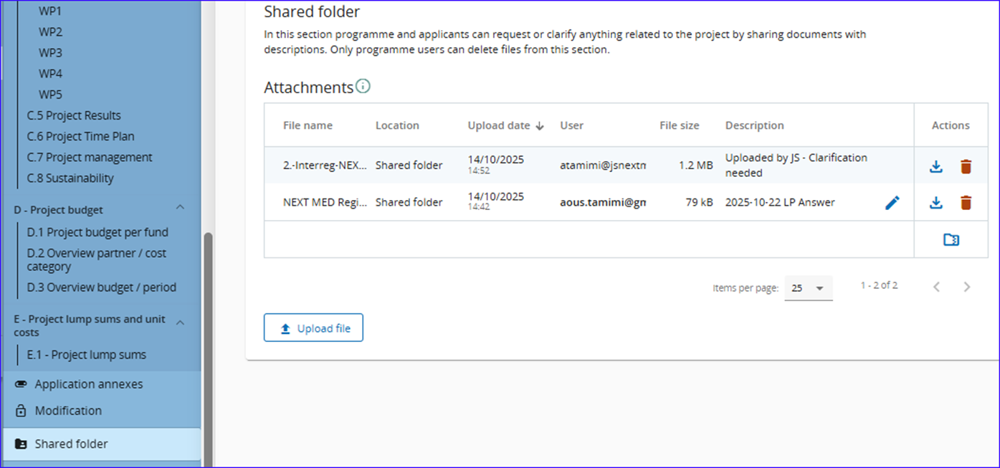 WP1
WP2
WP3
WP4
WP5
C.5 Project Results
C.6 Project Time Plan
C.7 Project management
C.8 Sustainability
D - Project budget
D.1 Project budget per fund
D.2 Overview partner / cost
category
D.3 Overview budget / period
E - Project lump sums and unit
costs
E.1 - Project lump sums
Application annexes
Modification
Shared folder
Shared folder
In this section programme and applicants can request or clarify anything related to the project by sharing documents with
descriptions. Only programme users can delete files from this section.
Attachments
File name Location Upload date User File size Description Actions
2.-Interreg-NEX... Shared folder 14/10/2025 14:52 atamimi@jsnextm 1.2 MB Uploaded by JS - Clarification
needed
NEXT MED Regi... Shared folder 14/10/2025 14:42 aous.tamimi@gm 79 kB 2025-10-22 LP Answer
Items per page: 25 1 - 2 of 2
Upload file